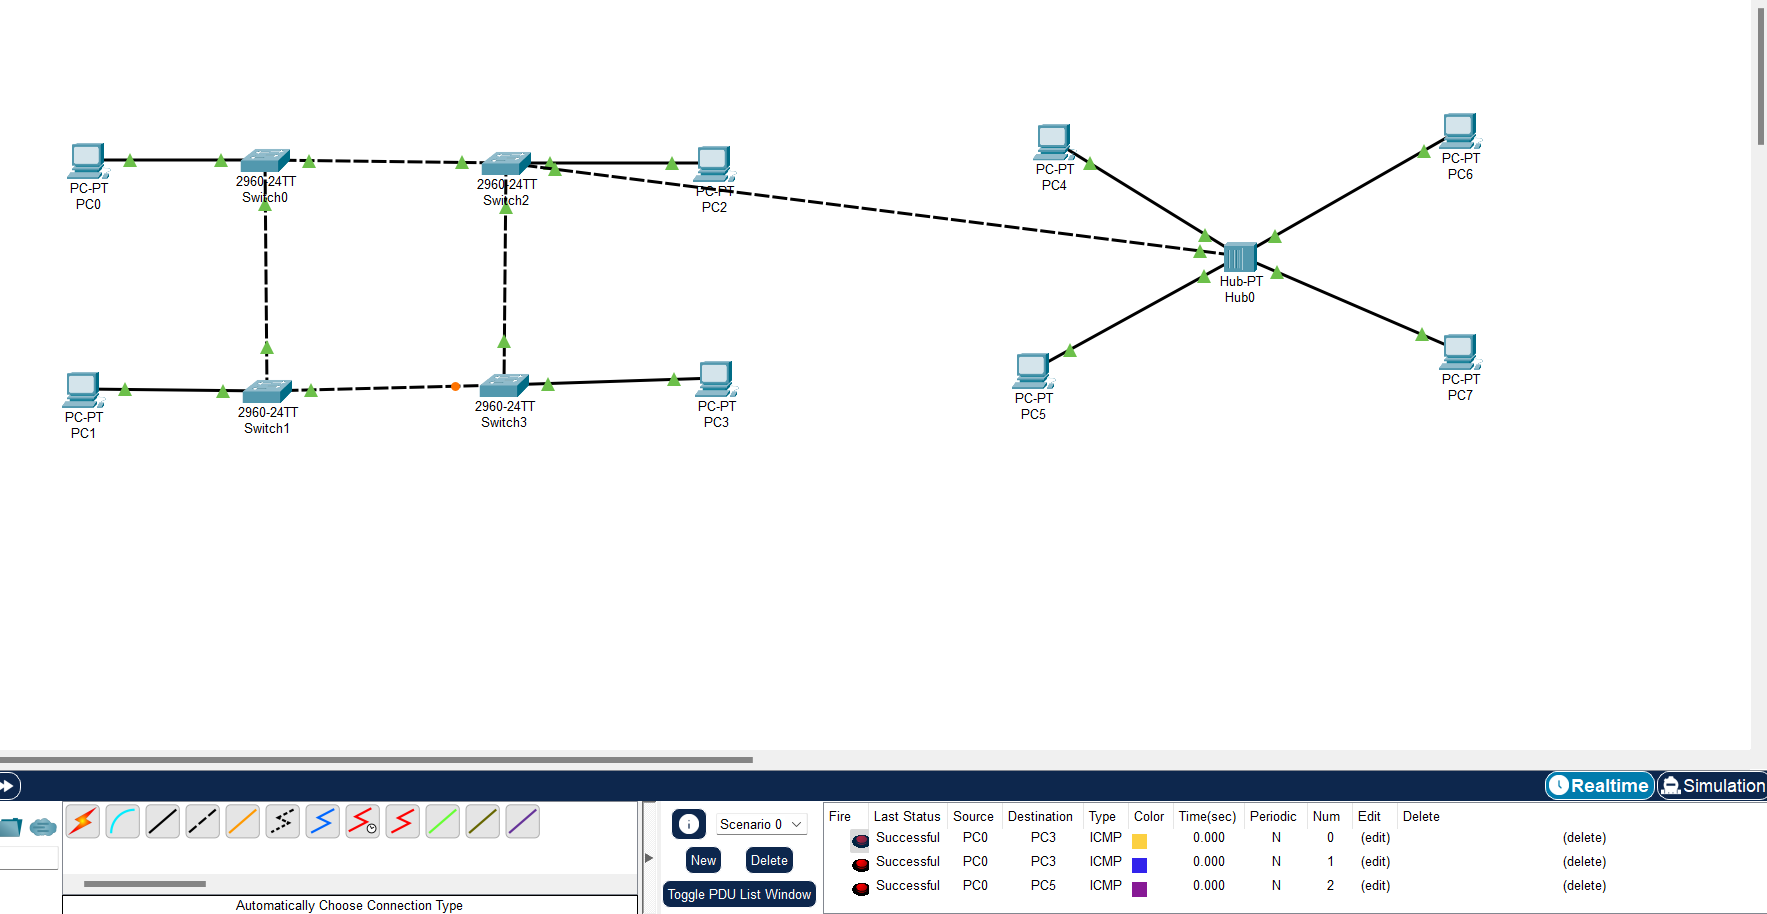 PC-PT
PC0
2960-24TT
Switch0
2960-24TT
Switch2
PC-PT
PC2
PC-PT
PC4
PC-PT
PC6
Hub-PT
Hub0
PC-PT
PC1
2960-24TT
Switch1
2960-24TT
Switch3
PC-PT
PC3
PC-PT
PC5
PC-PT
PC7
Realtime
Simulation
Scenario 0
New
Delete
Toggle PDU List Window
Automatically Choose Connection Type
Fire Last Status Source Destination Type Color Time(sec) Periodic Num Edit Delete
Successful PC0 PC3 ICMP 0.000 N 0 (edit) (delete)
Successful PC0 PC3 ICMP 0.000 N 1 (edit) (delete)
Successful PC0 PC5 ICMP 0.000 N 2 (edit) (delete)